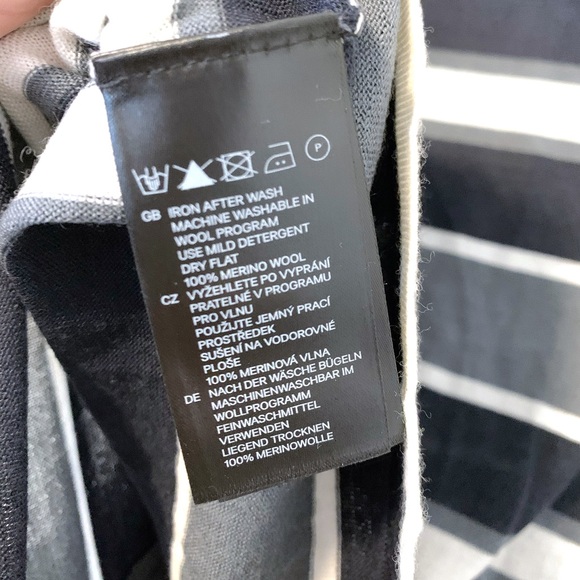 P
GB IRON AFTER WASH
MACHINE WASHABLE IN
WOOL PROGRAM
USE MILD DETERGENT
DRY FLAT
100% MERINO WOOL
CZ VYŽEHLETE PO VYPRÁNÍ
PRATELNÉ V PROGRAMU
PRO VLNU
POUŽIJTE JEMNÝ PRACÍ
PROSTŘEDEK
SUŠENÍ NA VODOROVNÉ
PLOŠE
100% MERINOVÁ VLNA
DE NACH DER WÄSCHE BÜGELN
MASCHINENWASCHBAR IM
WOLLPROGRAMM
FEINWASCHMITTEL
VERWENDEN
LIEGEND TROCKNEN
100% MERINOWOLLE